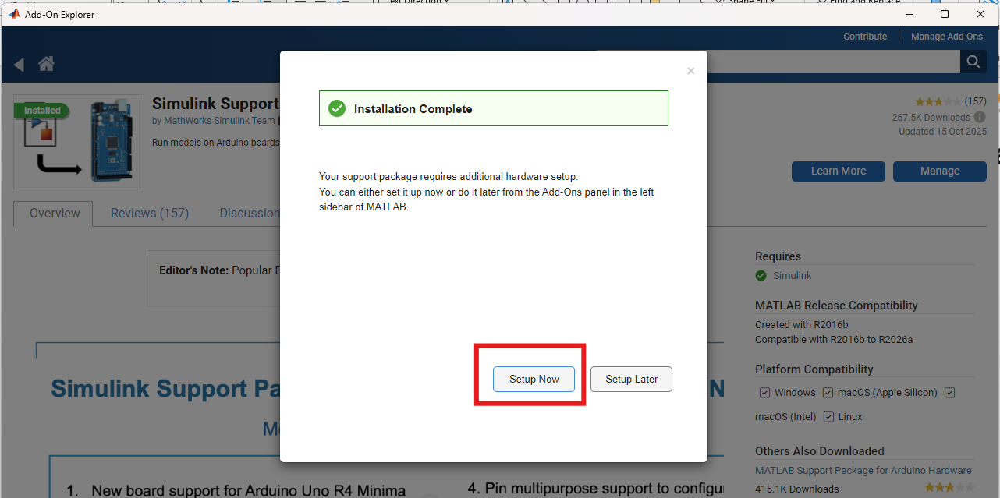 Add-On Explorer
Contribute
Manage Add-Ons
Installed
Simulink Support
by MathWorks Simulink Team
Run models on Arduino boards
(157)
267.5K Downloads
Updated 15 Oct 2025
Learn More
Manage
Overview
Reviews (157)
Discussion
Installation Complete
Your support package requires additional hardware setup.
You can either set it up now or do it later from the Add-Ons panel in the left
sidebar of MATLAB.
Setup Now
Setup Later
Editor's Note: Popular
Requires
Simulink
MATLAB Release Compatibility
Created with R2016b
Compatible with R2016b to R2026a
Platform Compatibility
Windows
macOS (Apple Silicon)
macOS (Intel)
Linux
Others Also Downloaded
MATLAB Support Package for Arduino Hardware
415.1K Downloads
Simulink Support
1. New board support for Arduino Uno R4 Minima
4. Pin multipurpose support to